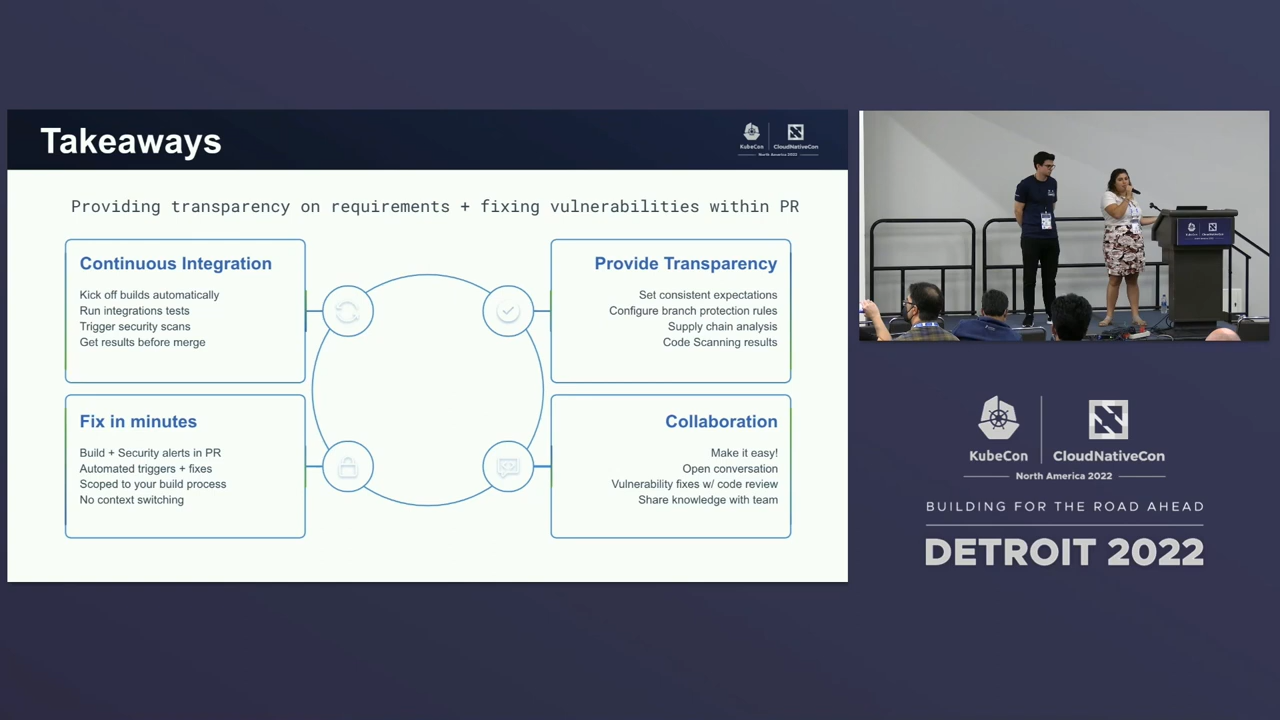 Takeaways
KubeCon
CloudNativeCon
North America 2022
Providing transparency on requirements + fixing vulnerabilities within PR
Continuous Integration
Kick off builds automatically
Run integrations tests
Trigger security scans
Get results before merge
Provide Transparency
Set consistent expectations
Configure branch protection rules
Supply chain analysis
Code Scanning results
Fix in minutes
Build + Security alerts in PR
Automated triggers + fixes
Scoped to your build process
No context switching
Collaboration
Make it easy!
Open conversation
Vulnerability fixes w/ code review
Share knowledge with team
KubeCon
CloudNativeCon
North America 2022
BUILDING FOR THE ROAD AHEAD
DETROIT 2022